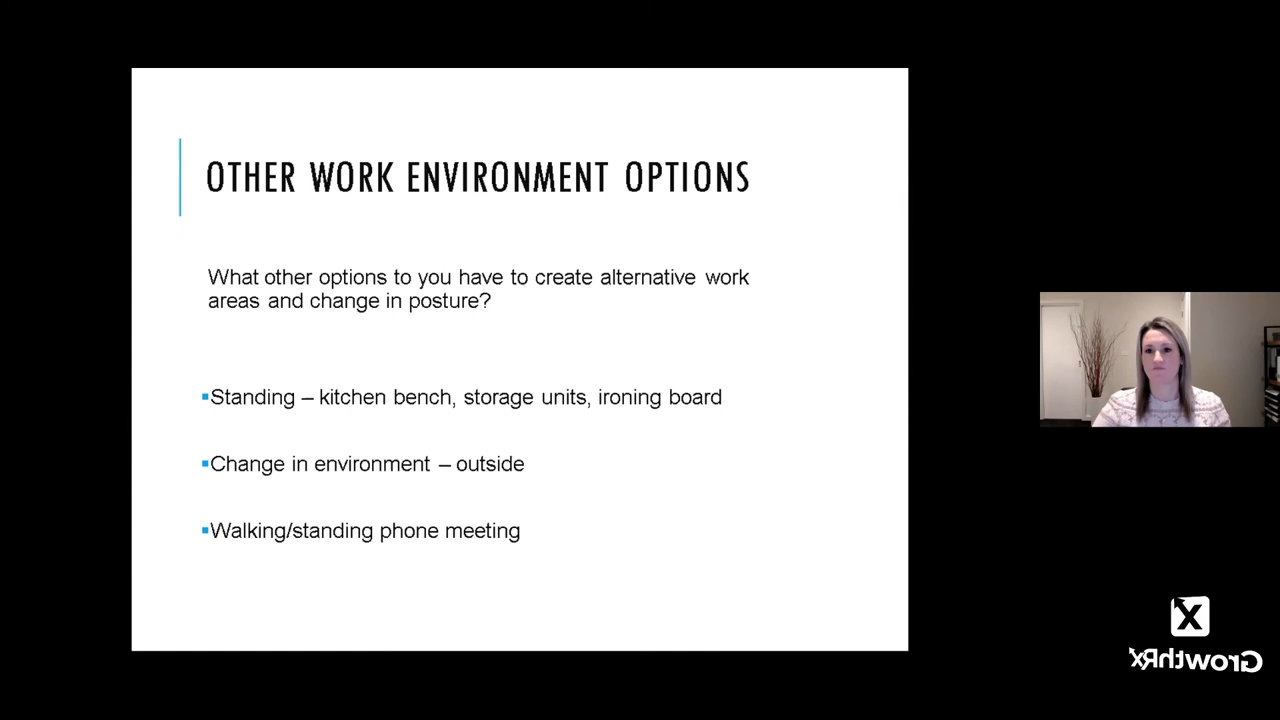 OTHER WORK ENVIRONMENT OPTIONS
What other options to you have to create alternative work
areas and change in posture?
▪Standing – kitchen bench, storage units, ironing board
▪Change in environment – outside
▪Walking/standing phone meeting
X
GrowthRx